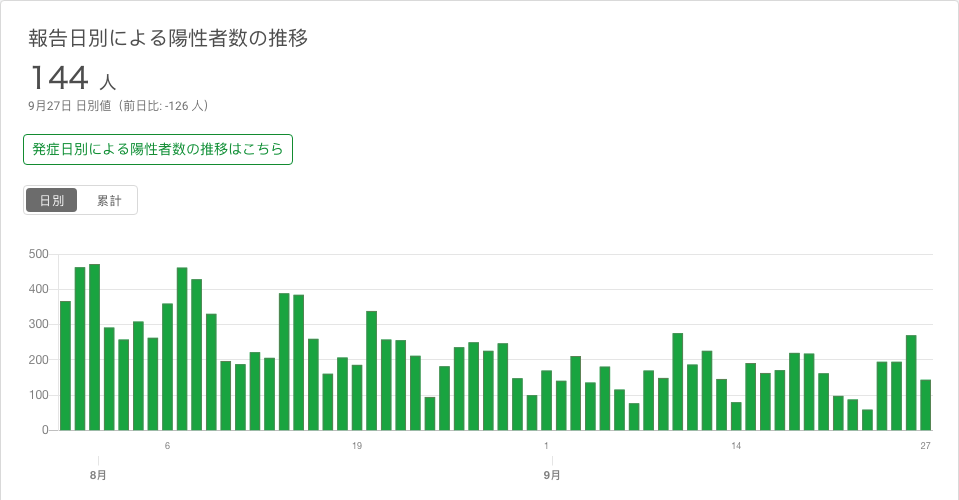 報告日別による陽性者数の推移
144 人
9月27日 日別値（前日比: -126 人）
発症日別による陽性者数の推移はこちら
日別 累計
500
400
300
200
100
0
6 19 1 14 27
8月 9月